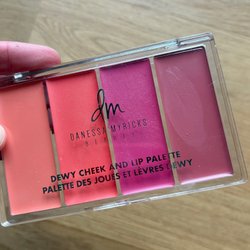 dm
DANESSA MYRICKS
BEAUTY
DEWY CHEEK AND LIP PALETTE
PALETTE DES JOUES ET LÈVRES DEWY